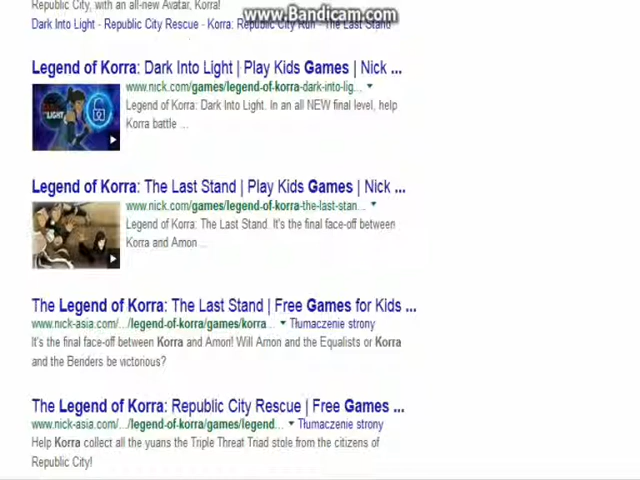 Republic City, with an all-new Avatar, Korra!
www.Bandicam.com
Dark Into Light - Republic City Rescue - Korra: Republic City Run - The Last Stand
Legend of Korra: Dark Into Light | Play Kids Games | Nick ...
www.nick.com/games/legend-of-korra-dark-into-lig...
Legend of Korra: Dark Into Light. In an all NEW final level, help
Korra battle ...
Legend of Korra: The Last Stand | Play Kids Games | Nick ...
www.nick.com/games/legend-of-korra-the-last-stan...
Legend of Korra: The Last Stand. It's the final face-off between
Korra and Amon ...
The Legend of Korra: The Last Stand | Free Games for Kids ...
www.nick-asia.com/.../legend-of-korra/games/korra... Tłumaczenie strony
It's the final face-off between Korra and Amon! Will Amon and the Equalists or Korra
and the Benders be victorious?
The Legend of Korra: Republic City Rescue | Free Games ...
www.nick-asia.com/.../legend-of-korra/games/legend... Tłumaczenie strony
Help Korra collect all the yuans the Triple Threat Triad stole from the citizens of
Republic City!